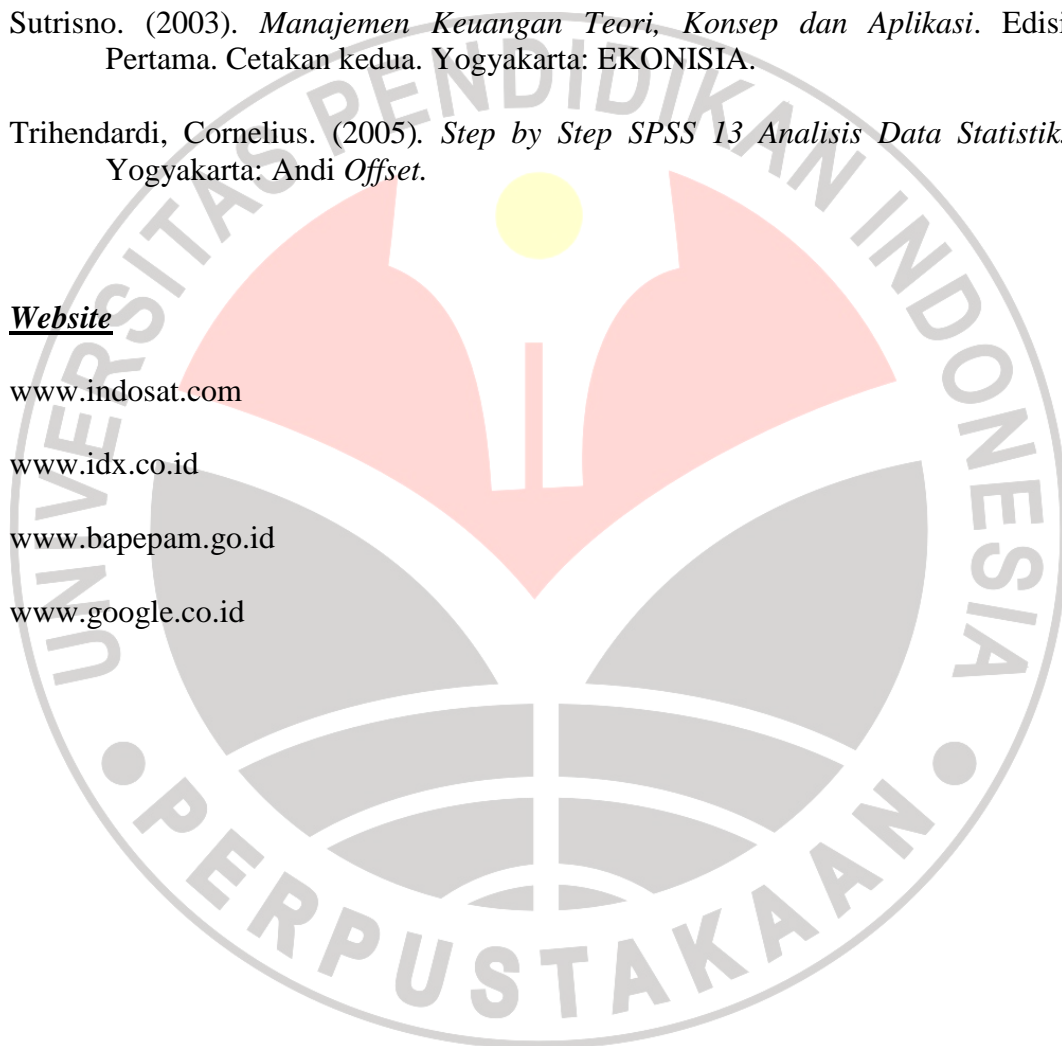 Sutrisno. (2003). Manajemen Keuangan Teori, Konsep dan Aplikasi. Edisi
Pertama. Cetakan kedua. Yogyakarta: EKONISIA.
Trihendardi, Cornelius. (2005). Step by Step SPSS 13 Analisis Data Statistik.
Yogyakarta: Andi Offset.
Website
www.indosat.com
www.idx.co.id
www.bapepam.go.id
www.google.co.id
UNIVERSITAS PENDIDIKAN INDONESIA
PERPUSTAKAAN